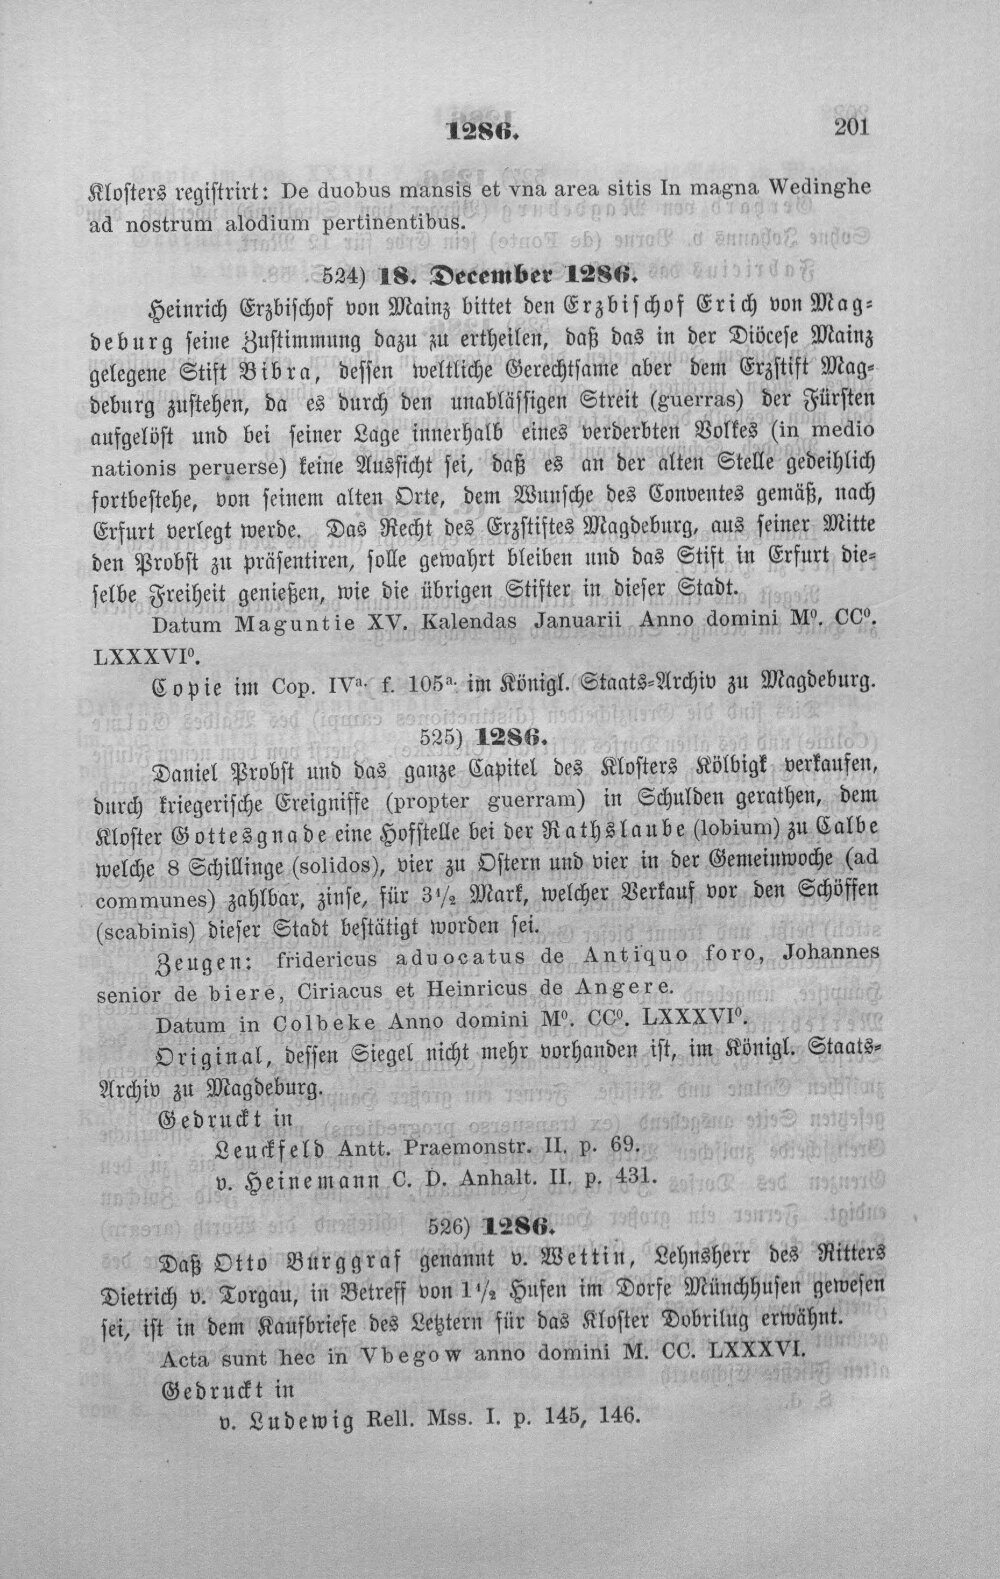 1286.
201
Klosters registrirt: De duobus mansis et vna area sitis In magna Wedinghe
ad nostrum alodium pertinentibus.
524) 18. December 1286.
Heinrich Erzbischof von Mainz bittet den Erzbischof Erich von Mag-
deburg seine Zustimmung dazu zu ertheilen, daß das in der Diöcese Mainz
gelegene Stift Bibra, dessen weltliche Gerechtsame aber dem Erzstift Mag-
deburg zustehen, da es durch den unablässigen Streit (guerras) der Fürsten
aufgelöst und bei seiner Lage innerhalb eines verderbten Volkes (in medio
nationis peruerse) keine Aussicht sei, daß es an der alten Stelle gedeihlich
fortbestehe, von seinem alten Orte, dem Wunsche des Conventes gemäß, nach
Erfurt verlegt werde. Das Recht des Erzstiftes Magdeburg, aus seiner Mitte
den Probst zu präsentiren, solle gewahrt bleiben und das Stift in Erfurt die-
selbe Freiheit genießen, wie die übrigen Stifter in dieser Stadt.
Datum Maguntie XV. Kalendas Januarii Anno domini Mº. CCº.
LXXXVIº.
Copie im Cop. IVᵃ· f. 105ᵃ· im Königl. Staats-Archiv zu Magdeburg.
525) 1286.
Daniel Probst und das ganze Capitel des Klosters Kölbigk verkaufen,
durch kriegerische Ereignisse (propter guerram) in Schulden gerathen, dem
Kloster Gottesgnade eine Hofstelle bei der Rathslaube (lobium) zu Calbe
welche 8 Schillinge (solidos), vier zu Ostern und vier in der Gemeinwoche (ad
communes) zahlbar, zinse, für 3½ Mark, welcher Verkauf vor den Schöffen
(scabinis) dieser Stadt bestätigt worden sei.
Zeugen: fridericus aduocatus de Antiquo foro, Johannes
senior de biere, Ciriacus et Heinricus de Angere.
Datum in Colbeke Anno domini Mº. CCº. LXXXVIº.
Original, dessen Siegel nicht mehr vorhanden ist, im Königl. Staats-
Archiv zu Magdeburg.
Gedruckt in
Leuckfeld Antt. Praemonstr. II. p. 69.
v. Heinemann C. D. Anhalt. II. p. 431.
526) 1286.
Daß Otto Burggraf genannt v. Wettin, Lehnsherr des Ritters
Dietrich v. Torgau, in Betreff von 1½ Hufen im Dorfe Münchhusen gewesen
sei, ist in dem Kaufbriefe des Letztern für das Kloster Dobrilug erwähnt.
Acta sunt hec in Vbegow anno domini M. CC. LXXXVI.
Gedruckt in
v. Ludewig Rell. Mss. I. p. 145, 146.